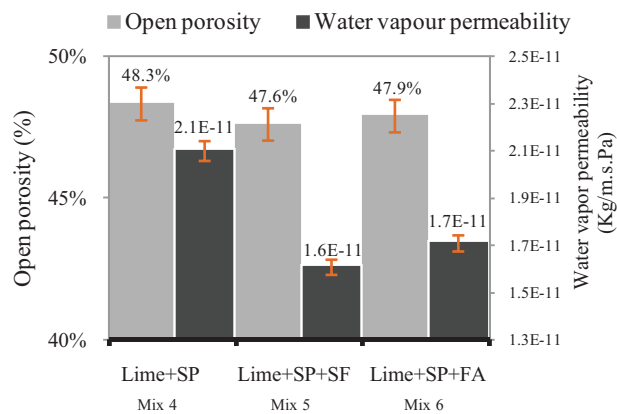 Open porosity Water vapour permeability
50%
45%
40%
Open porosity (%)
48.3%
2.1E-11
47.6%
1.6E-11
47.9%
1.7E-11
2.5E-11
2.3E-11
2.1E-11
1.9E-11
1.7E-11
1.5E-11
1.3E-11
Water vapor permeability
(Kg/m.s.Pa)
Lime+SP Lime+SP+SF Lime+SP+FA
Mix 4 Mix 5 Mix 6